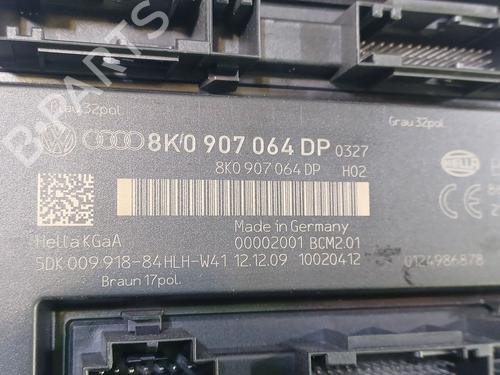 Grau 32pol.
Grau 32pol.
8K0 907 064 DP 0327
8K0 907 064 DP H02
HELLA
Made in Germany
Hella KGaA 00002001 BCM2.01
5DK 009.918-84 HLH-W41 12.12.09 10020412 0124986878
Braun 17pol.
B-PARTS